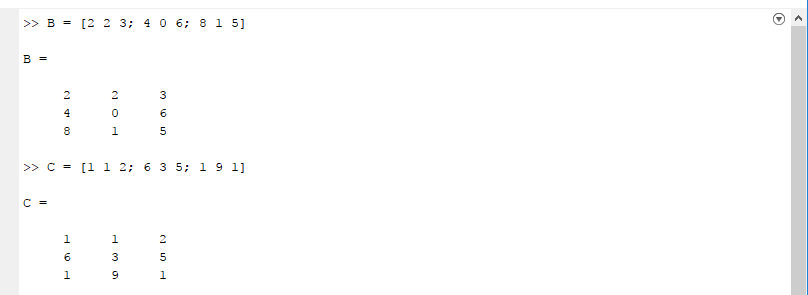 >> B = [2 2 3; 4 0 6; 8 1 5]
B =
2 2 3
4 0 6
8 1 5
>> C = [1 1 2; 6 3 5; 1 9 1]
C =
1 1 2
6 3 5
1 9 1